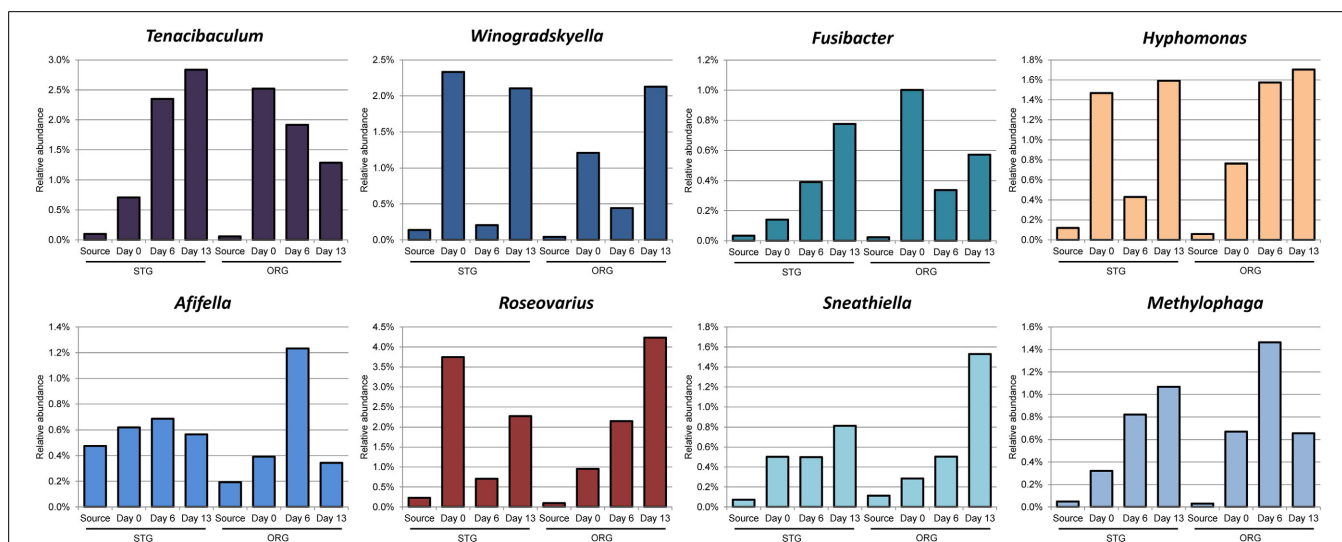 Tenacibaculum
3.0%
2.5%
2.0%
1.5%
1.0%
0.5%
0.0%
Relative abundance
Source Day 0 Day 6 Day 13 Source Day 0 Day 6 Day 13
STG ORG
Winogradskyella
2.5%
2.0%
1.5%
1.0%
0.5%
0.0%
Relative abundance
Source Day 0 Day 6 Day 13 Source Day 0 Day 6 Day 13
STG ORG
Fusibacter
1.2%
1.0%
0.8%
0.6%
0.4%
0.2%
0.0%
Relative abundance
Source Day 0 Day 6 Day 13 Source Day 0 Day 6 Day 13
STG ORG
Hyphomonas
1.8%
1.6%
1.4%
1.2%
1.0%
0.8%
0.6%
0.4%
0.2%
0.0%
Relative abundance
Source Day 0 Day 6 Day 13 Source Day 0 Day 6 Day 13
STG ORG
Afifella
1.4%
1.2%
1.0%
0.8%
0.6%
0.4%
0.2%
0.0%
Relative abundance
Source Day 0 Day 6 Day 13 Source Day 0 Day 6 Day 13
STG ORG
Roseovarius
4.5%
4.0%
3.5%
3.0%
2.5%
2.0%
1.5%
1.0%
0.5%
0.0%
Relative abundance
Source Day 0 Day 6 Day 13 Source Day 0 Day 6 Day 13
STG ORG
Sneathiella
1.8%
1.6%
1.4%
1.2%
1.0%
0.8%
0.6%
0.4%
0.2%
0.0%
Relative abundance
Source Day 0 Day 6 Day 13 Source Day 0 Day 6 Day 13
STG ORG
Methylophaga
1.6%
1.4%
1.2%
1.0%
0.8%
0.6%
0.4%
0.2%
0.0%
Relative abundance
Source Day 0 Day 6 Day 13 Source Day 0 Day 6 Day 13
STG ORG